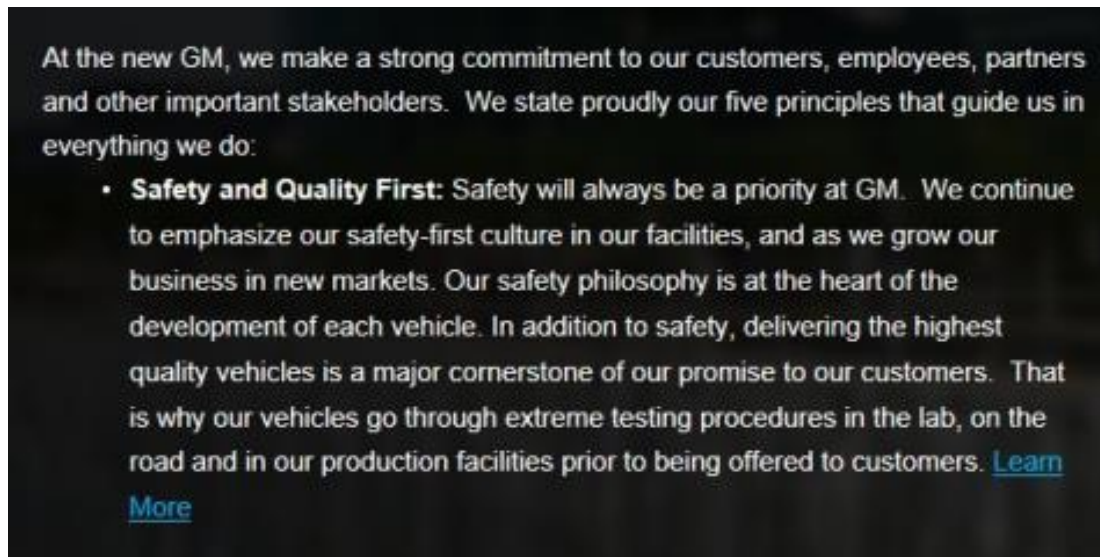 At the new GM, we make a strong commitment to our customers, employees, partners
and other important stakeholders.  We state proudly our five principles that guide us in
everything we do:
• Safety and Quality First: Safety will always be a priority at GM.  We continue
to emphasize our safety-first culture in our facilities, and as we grow our
business in new markets. Our safety philosophy is at the heart of the
development of each vehicle. In addition to safety, delivering the highest
quality vehicles is a major cornerstone of our promise to our customers.  That
is why our vehicles go through extreme testing procedures in the lab, on the
road and in our production facilities prior to being offered to customers. Learn
More